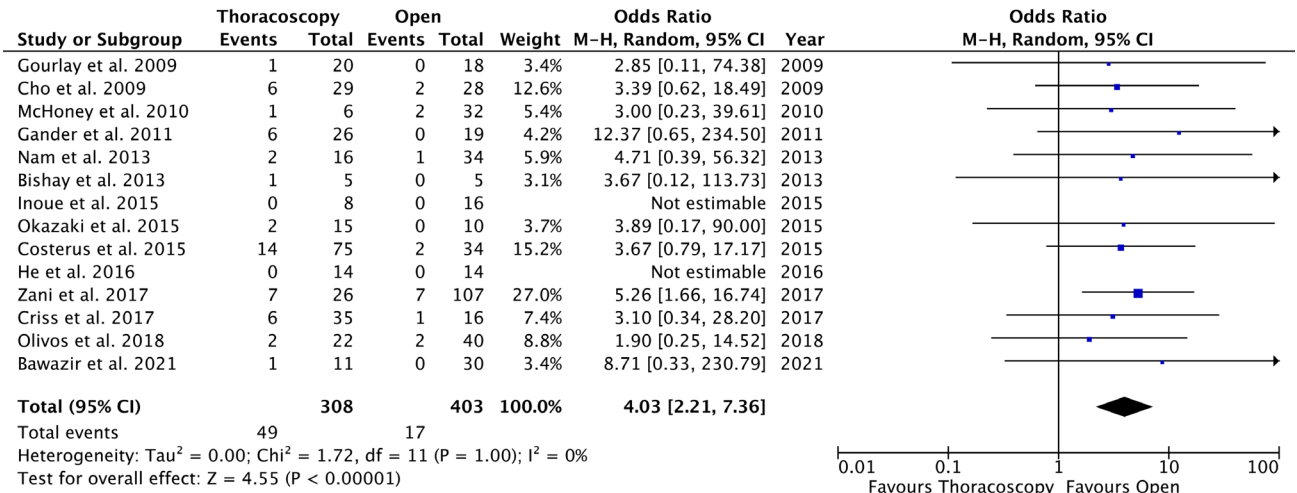 Thoracoscopy Open Odds Ratio Odds Ratio
Study or Subgroup Events Total Events Total Weight M-H, Random, 95% CI Year M-H, Random, 95% CI
Gourlay et al. 2009 1 20 0 18 3.4% 2.85 [0.11, 74.38] 2009
Cho et al. 2009 6 29 2 28 12.6% 3.39 [0.62, 18.49] 2009
McHoney et al. 2010 1 6 2 32 5.4% 3.00 [0.23, 39.61] 2010
Gander et al. 2011 6 26 0 19 4.2% 12.37 [0.65, 234.50] 2011
Nam et al. 2013 2 16 1 34 5.9% 4.71 [0.39, 56.32] 2013
Bishay et al. 2013 1 5 0 5 3.1% 3.67 [0.12, 113.73] 2013
Inoue et al. 2015 0 8 0 16 Not estimable 2015
Okazaki et al. 2015 2 15 0 10 3.7% 3.89 [0.17, 90.00] 2015
Costerus et al. 2015 14 75 2 34 15.2% 3.67 [0.79, 17.17] 2015
He et al. 2016 0 14 0 14 Not estimable 2016
Zani et al. 2017 7 26 7 107 27.0% 5.26 [1.66, 16.74] 2017
Criss et al. 2017 6 35 1 16 7.4% 3.10 [0.34, 28.20] 2017
Olivos et al. 2018 2 22 2 40 8.8% 1.90 [0.25, 14.52] 2018
Bawazir et al. 2021 1 11 0 30 3.4% 8.71 [0.33, 230.79] 2021
Total (95% CI) 308 403 100.0% 4.03 [2.21, 7.36]
Total events 49 17
Heterogeneity: Tau² = 0.00; Chi² = 1.72, df = 11 (P = 1.00); I² = 0%
Test for overall effect: Z = 4.55 (P < 0.00001)
0.01 0.1 1 10 100
Favours Thoracoscopy Favours Open